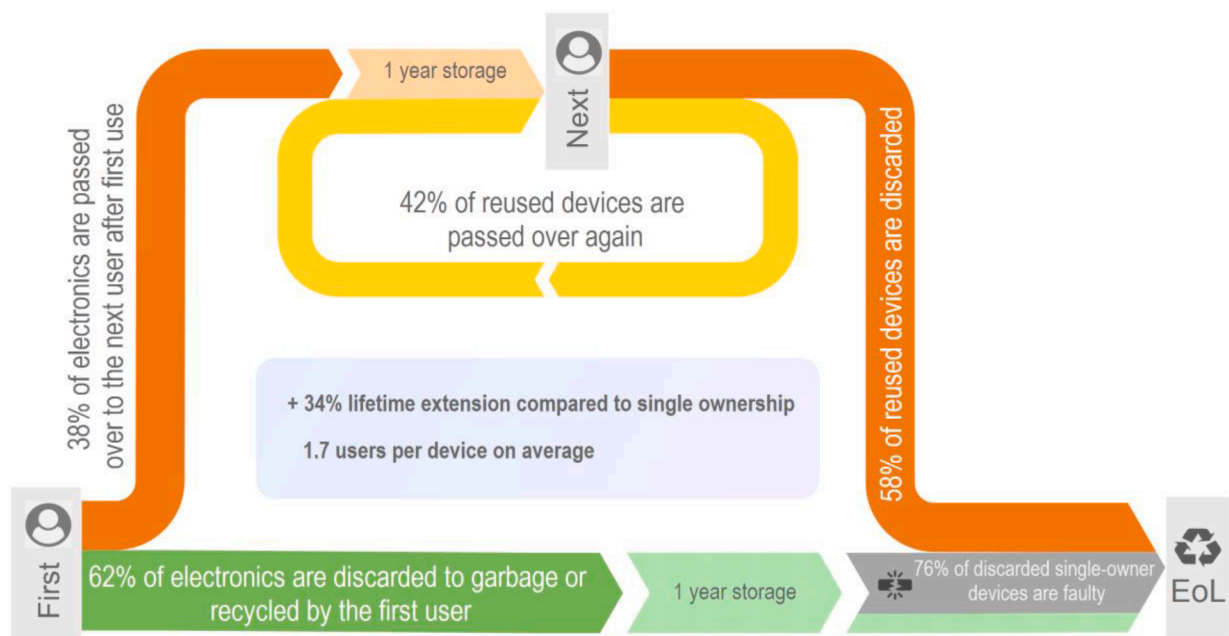 1 year storage
Next
38% of electronics are passed
over to the next user after first use
42% of reused devices are
passed over again
58% of reused devices are discarded
+ 34% lifetime extension compared to single ownership
1.7 users per device on average
First
62% of electronics are discarded to garbage or
recycled by the first user
1 year storage
76% of discarded single-owner
devices are faulty
EoL